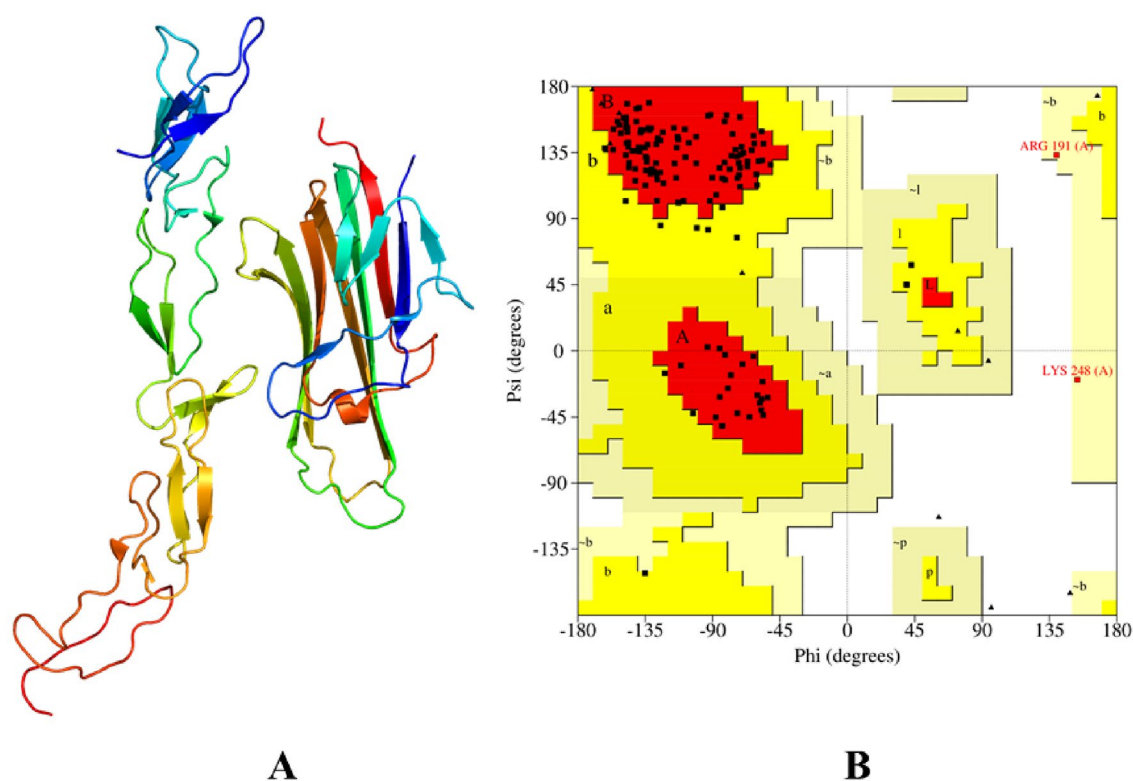 180
B
b
~b
~b
b
135
ARG 191 (A)
b
~b
90
~l
l
45
L
a
A
0
~a
LYS 248 (A)
-45
-90
-135
~b
~p
b
p
~b
Psi (degrees)
-180 -135 -90 -45 0 45 90 135 180
Phi (degrees)
A B